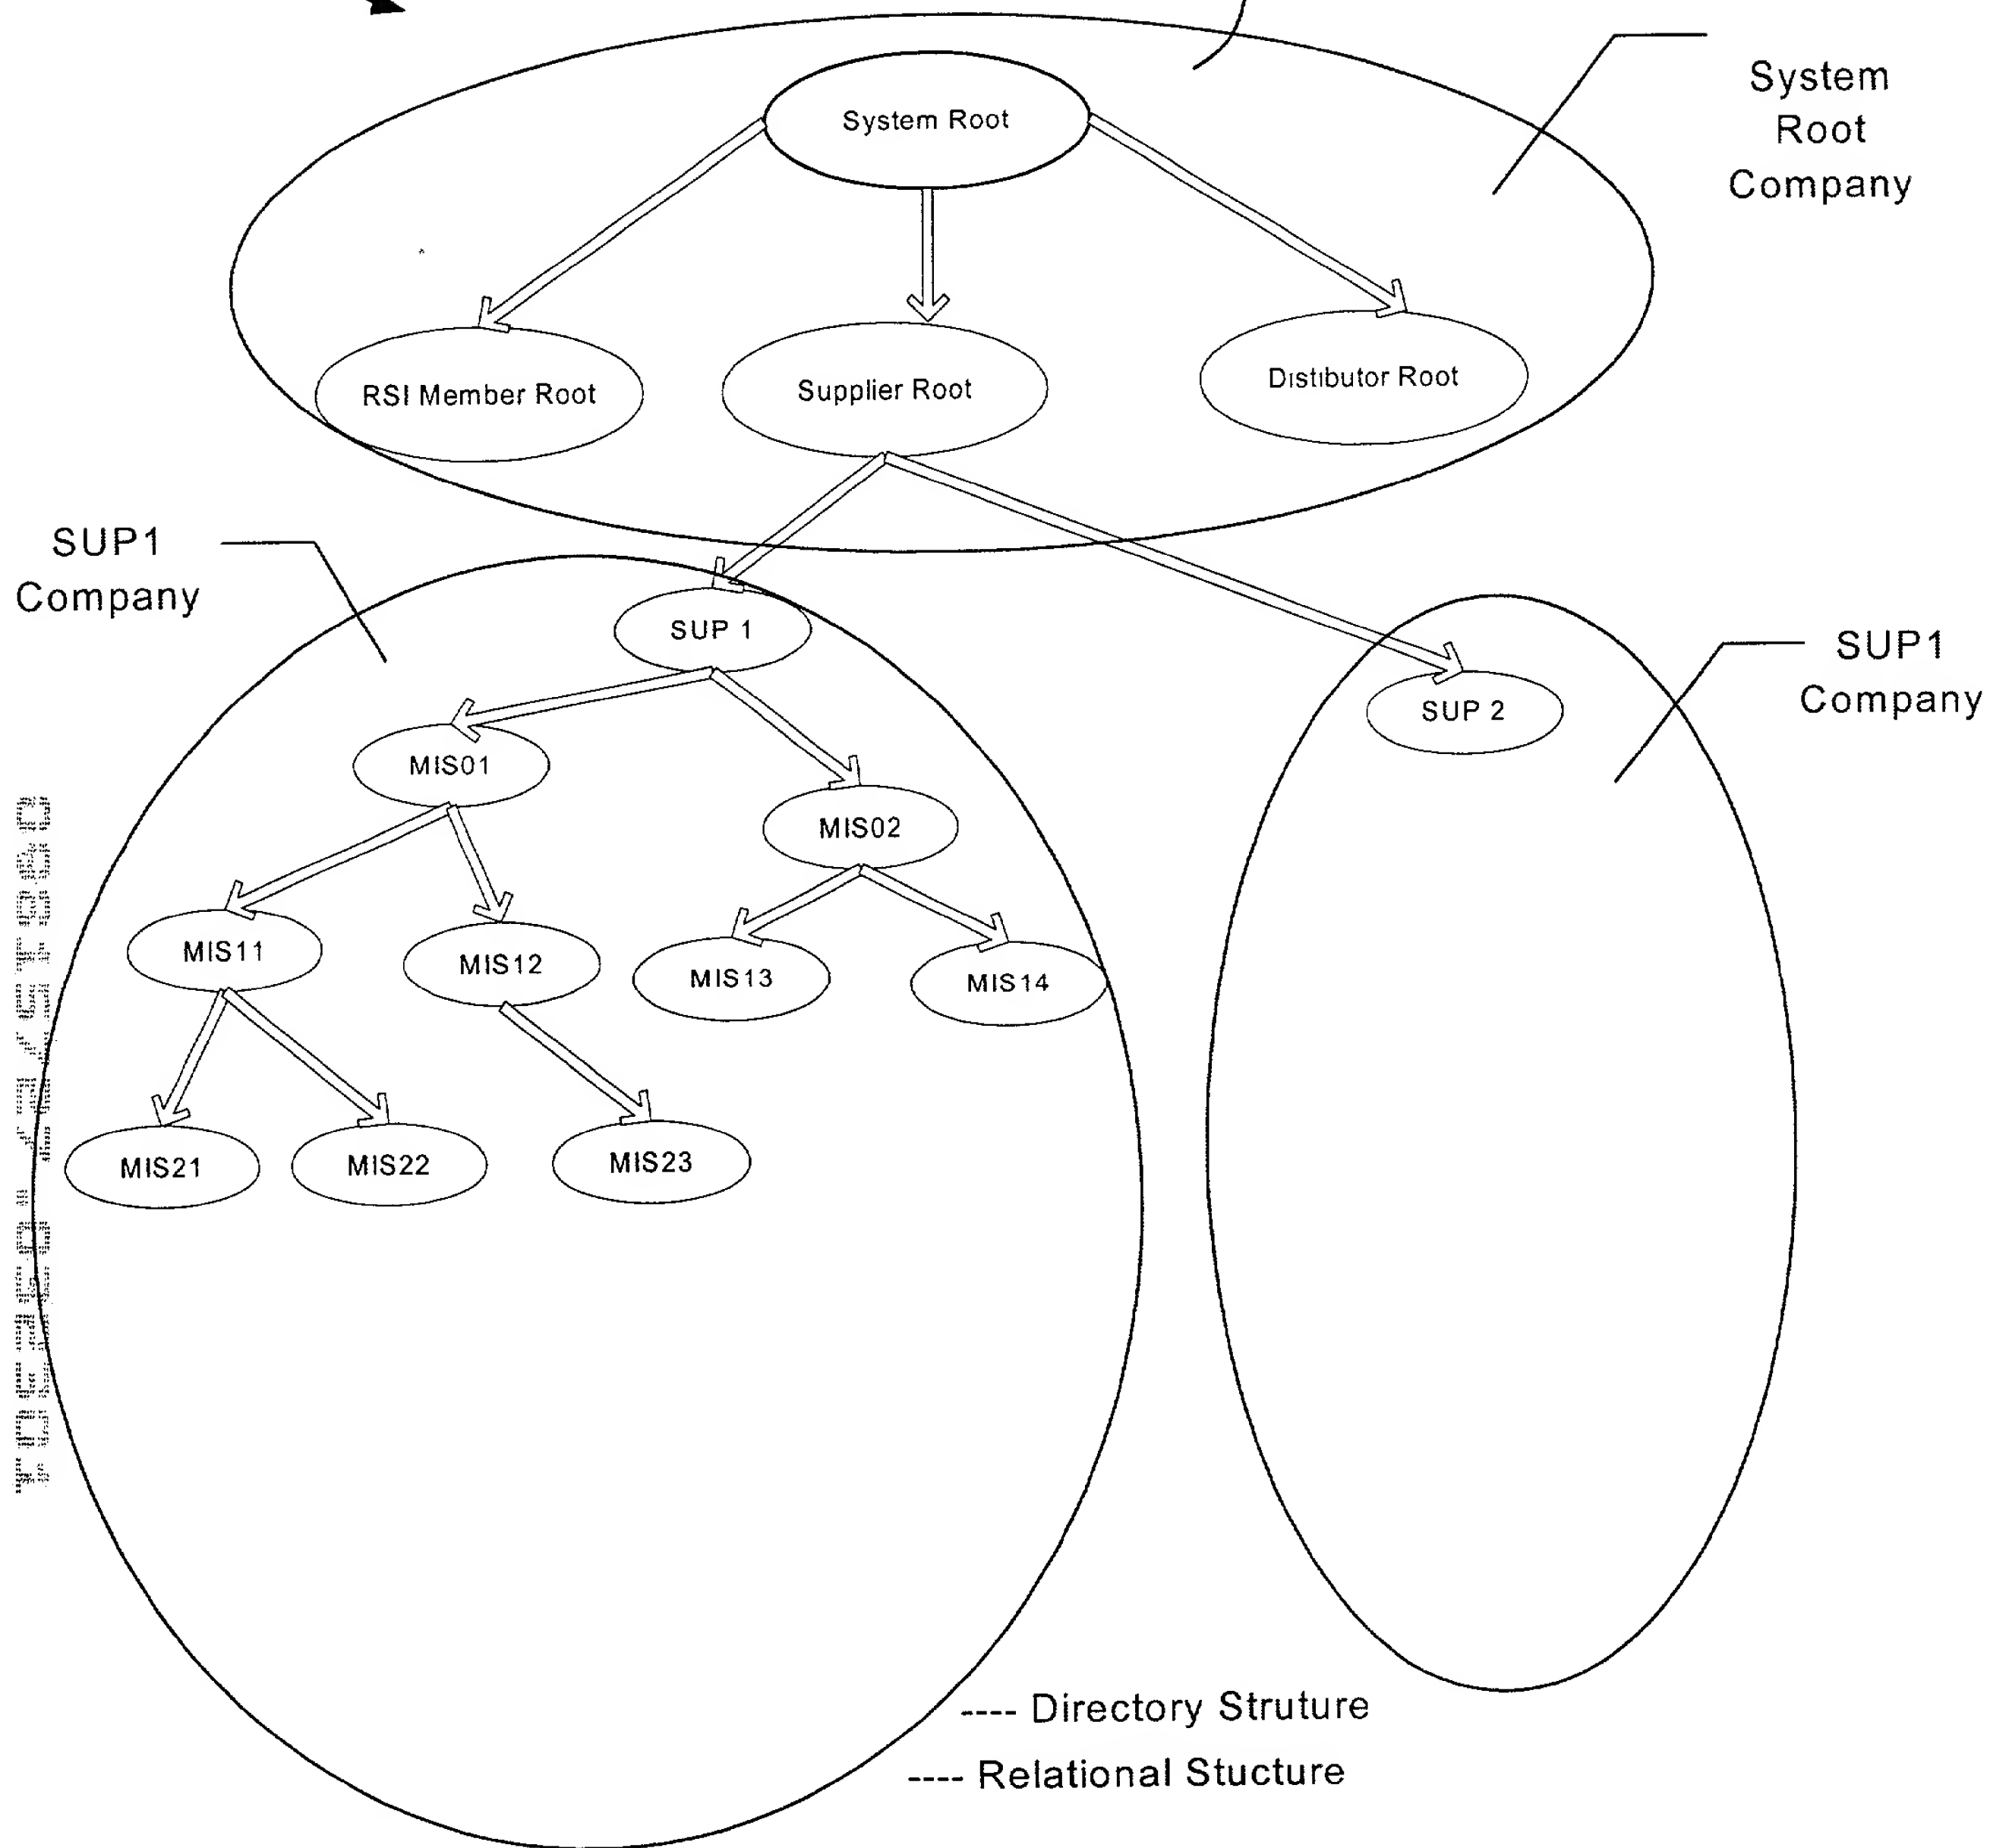 System Root
System
Root
Company
RSI Member Root
Supplier Root
Distibutor Root
SUP1
Company
SUP 1
SUP1
Company
SUP 2
MIS01
MIS02
MIS11
MIS12
MIS13
MIS14
MIS21
MIS22
MIS23
---- Directory Struture
---- Relational Stucture